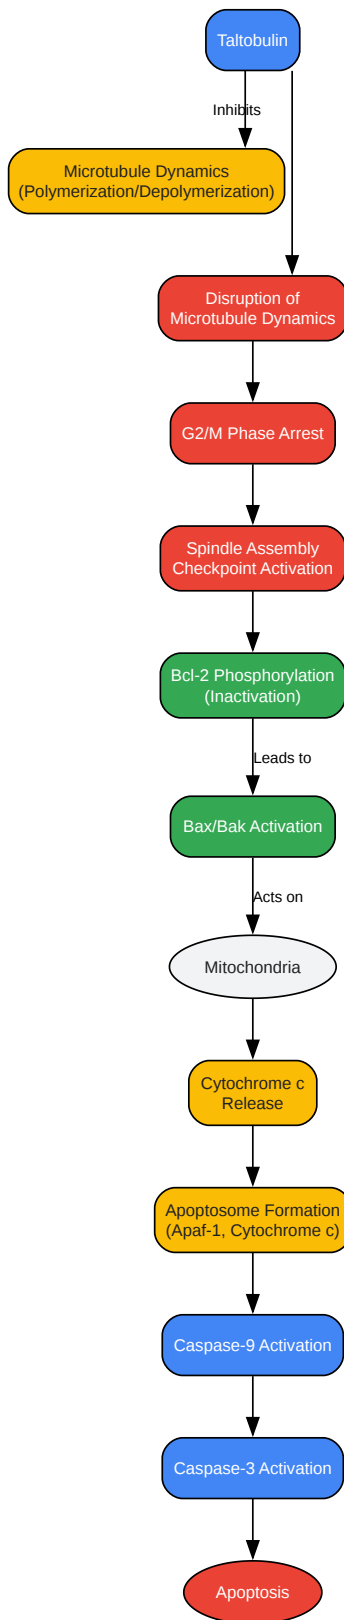 Taltobulin
Inhibits
Microtubule Dynamics
(Polymerization/Depolymerization)
Disruption of
Microtubule Dynamics
G2/M Phase Arrest
Spindle Assembly
Checkpoint Activation
Bcl-2 Phosphorylation
(Inactivation)
Leads to
Bax/Bak Activation
Acts on
Mitochondria
Cytochrome c
Release
Apoptosome Formation
(Apaf-1, Cytochrome c)
Caspase-9 Activation
Caspase-3 Activation
Apoptosis